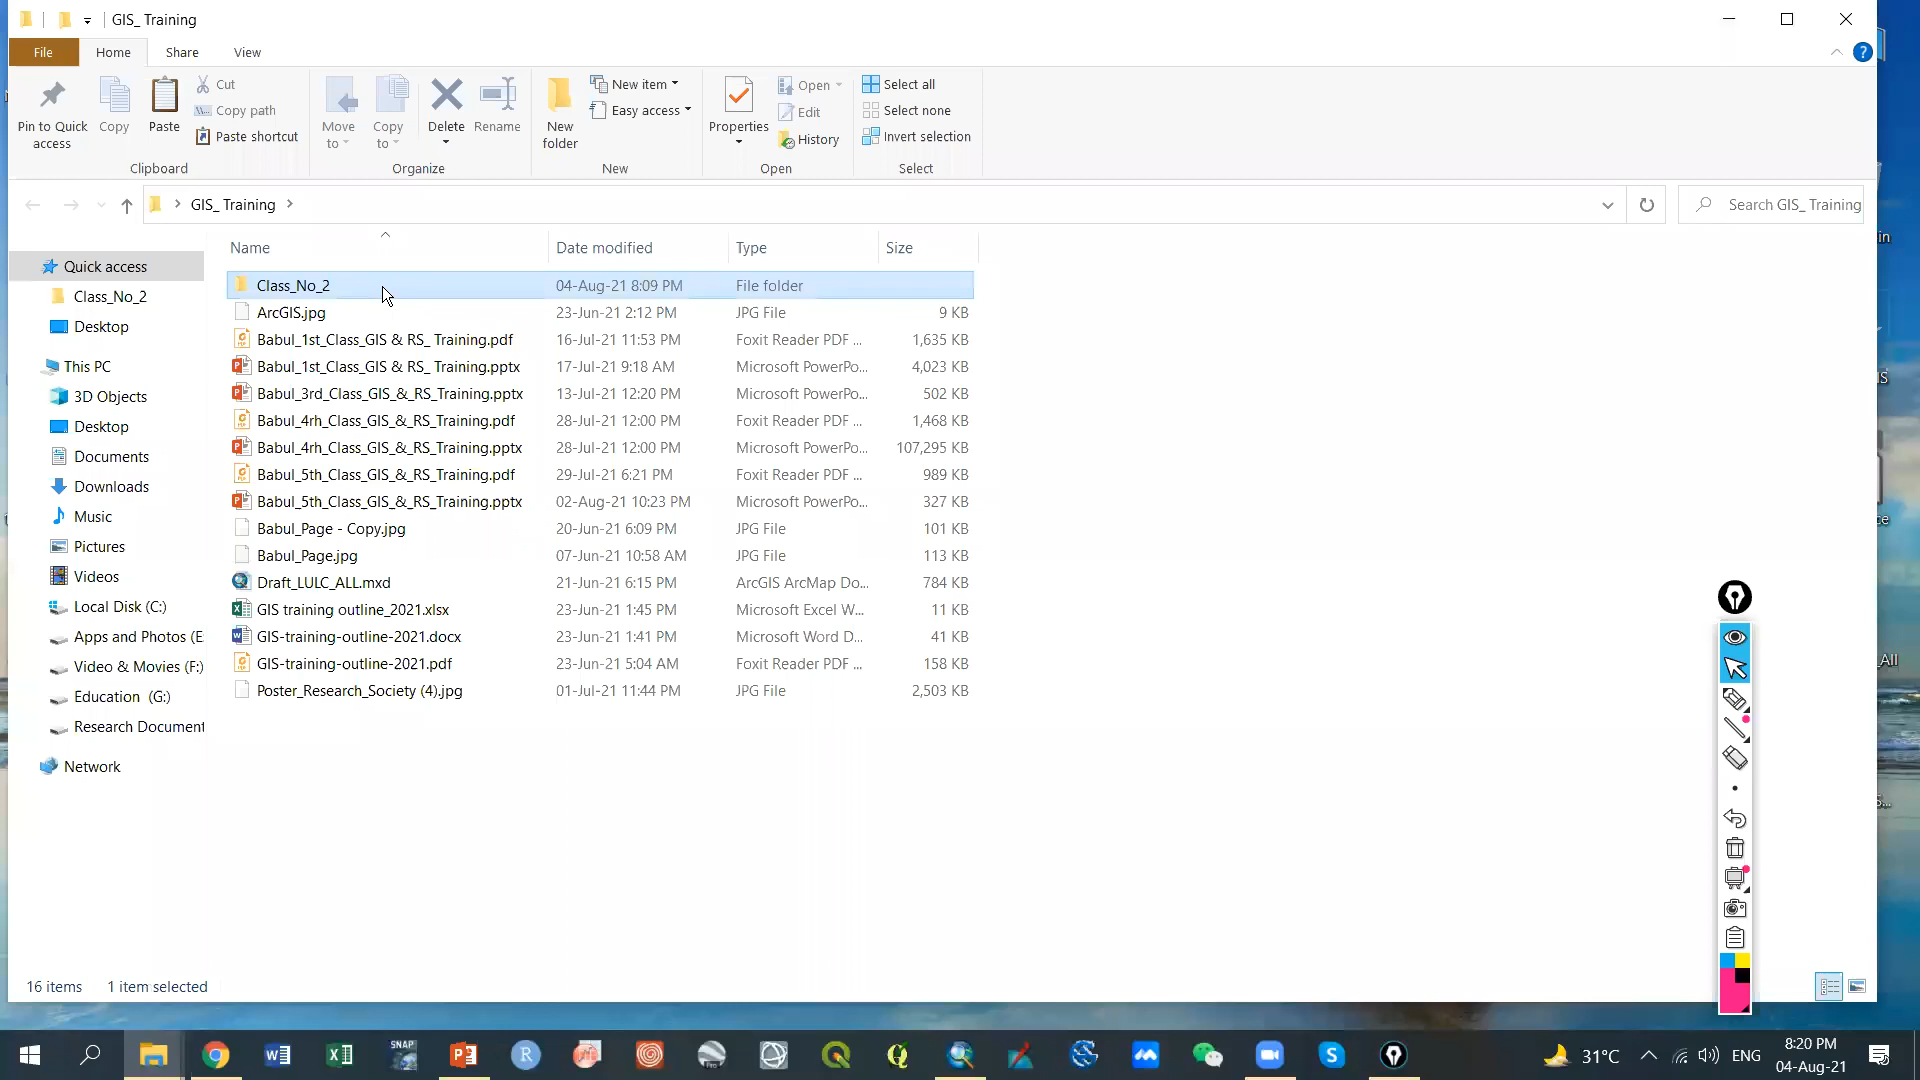 GIS_ Training
File Home Share View
Pin to Quick access
Copy
Paste
Cut
Copy path
Paste shortcut
Clipboard
Move to
Copy to
Delete
Rename
Organize
New folder
New item
Easy access
New
Properties
Open
Edit
History
Open
Select all
Select none
Invert selection
Select
GIS_ Training
Search GIS_ Training
Quick access
Class_No_2
Desktop
This PC
3D Objects
Desktop
Documents
Downloads
Music
Pictures
Videos
Local Disk (C:)
Apps and Photos (E
Video & Movies (F:)
Education (G:)
Research Document
Network
Name Date modified Type Size
Class_No_2 04-Aug-21 8:09 PM File folder
ArcGIS.jpg 23-Jun-21 2:12 PM JPG File 9 KB
Babul_1st_Class_GIS & RS_ Training.pdf 16-Jul-21 11:53 PM Foxit Reader PDF ... 1,635 KB
Babul_1st_Class_GIS & RS_ Training.pptx 17-Jul-21 9:18 AM Microsoft PowerPo... 4,023 KB
Babul_3rd_Class_GIS_&_RS_Training.pptx 13-Jul-21 12:20 PM Microsoft PowerPo... 502 KB
Babul_4rh_Class_GIS_&_RS_Training.pdf 28-Jul-21 12:00 PM Foxit Reader PDF ... 1,468 KB
Babul_4rh_Class_GIS_&_RS_Training.pptx 28-Jul-21 12:00 PM Microsoft PowerPo... 107,295 KB
Babul_5th_Class_GIS_&_RS_Training.pdf 29-Jul-21 6:21 PM Foxit Reader PDF ... 989 KB
Babul_5th_Class_GIS_&_RS_Training.pptx 02-Aug-21 10:23 PM Microsoft PowerPo... 327 KB
Babul_Page - Copy.jpg 20-Jun-21 6:09 PM JPG File 101 KB
Babul_Page.jpg 07-Jun-21 10:58 AM JPG File 113 KB
Draft_LULC_ALL.mxd 21-Jun-21 6:15 PM ArcGIS ArcMap Do... 784 KB
GIS training outline_2021.xlsx 23-Jun-21 1:45 PM Microsoft Excel W... 11 KB
GIS-training-outline-2021.docx 23-Jun-21 1:41 PM Microsoft Word D... 41 KB
GIS-training-outline-2021.pdf 23-Jun-21 5:04 AM Foxit Reader PDF ... 158 KB
Poster_Research_Society (4).jpg 01-Jul-21 11:44 PM JPG File 2,503 KB
16 items 1 item selected
SNAP
31°C
ENG
8:20 PM
04-Aug-21